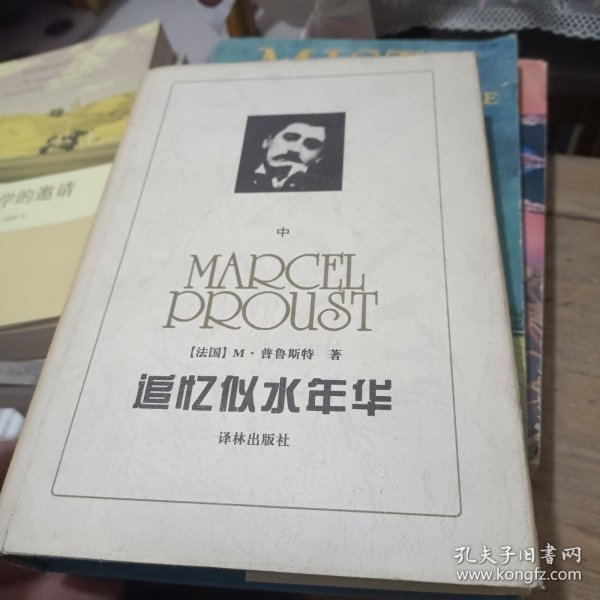 中
MARCEL
PROUST
【法国】M·普鲁斯特 著
追忆似水年华
译林出版社
学的邀请
孔夫子旧书网
www.kongfz.com